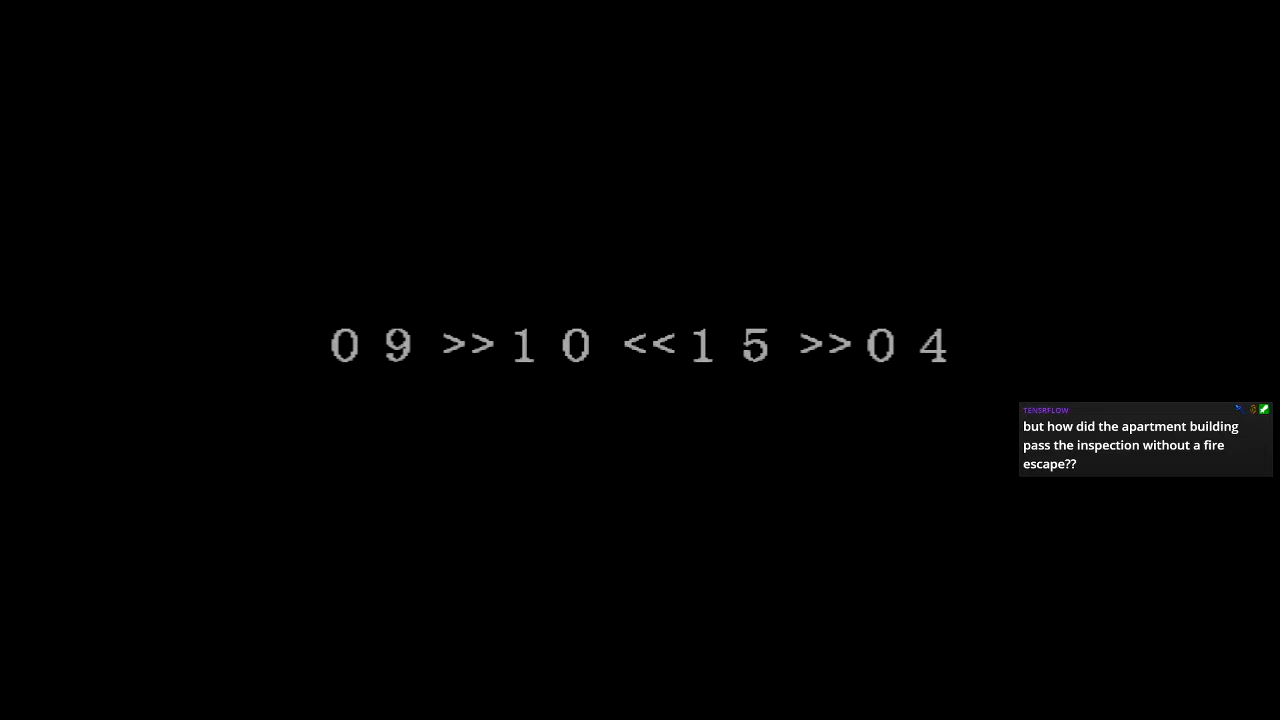 0 9 >>1 0 <<1 5 >>0 4
TENSRFLOW
but how did the apartment building
pass the inspection without a fire
escape??